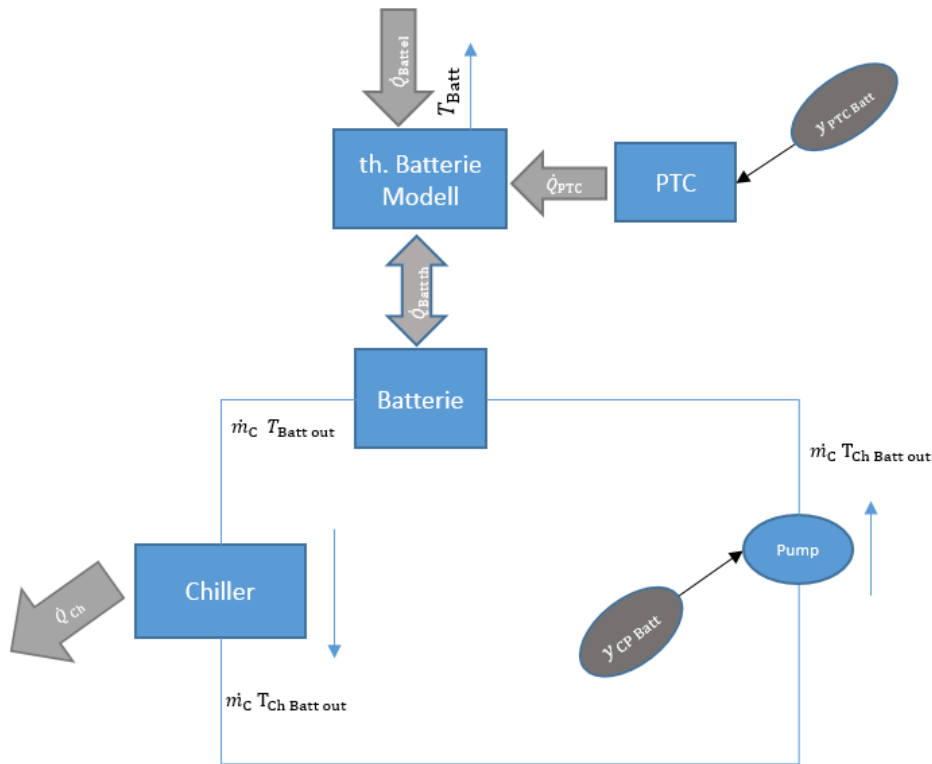 Q̇Batt el
TBatt
yPTC Batt
th. Batterie
Modell
Q̇PTC
PTC
Q̇Batt th
Batterie
ṁC TBatt out
ṁC TCh Batt out
Pump
Chiller
Q̇Ch
yCP Batt
ṁC TCh Batt out